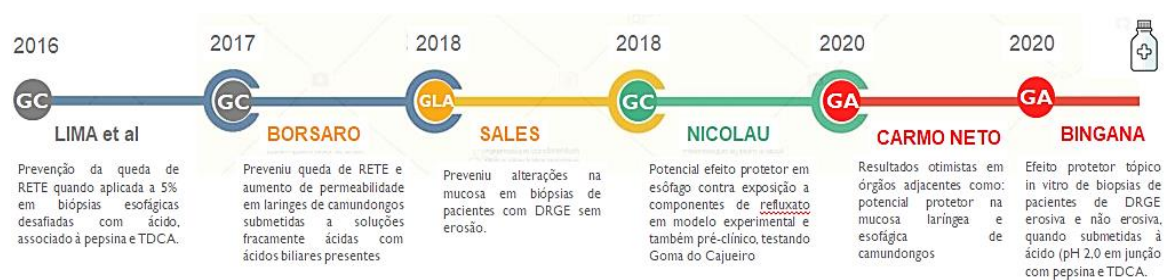 2016
2017
2018
2018
2020
2020
GC
GC
GLA
GC
GA
GA
LIMA et al
BORSARO
SALES
NICOLAU
CARMO NETO
BINGANA
Prevenção da queda de
RETE quando aplicada a 5%
em biópsias esofágicas
desafiadas com ácido,
associado à pepsina e TDCA.
Preveniu queda de RETE e
aumento de permeabilidade
em laringes de camundongos
submetidas a soluções
fracamente ácidas com
ácidos biliares presentes
Preveniu alterações na
mucosa em biópsias de
pacientes com DRGE sem
erosão.
Potencial efeito protetor em
esôfago contra exposição a
componentes de refluxato
em modelo experimental e
também pré-clínico, testando
Goma do Cajueiro
Resultados otimistas em
órgãos adjacentes como:
potencial protetor na
mucosa laríngea e
esofágica de
camundongos
Efeito protetor tópico
in vitro de biopsias de
pacientes de DRGE
erosiva e não erosiva,
quando submetidas à
ácido (pH 2,0 em junção
com pepsina e TDCA.